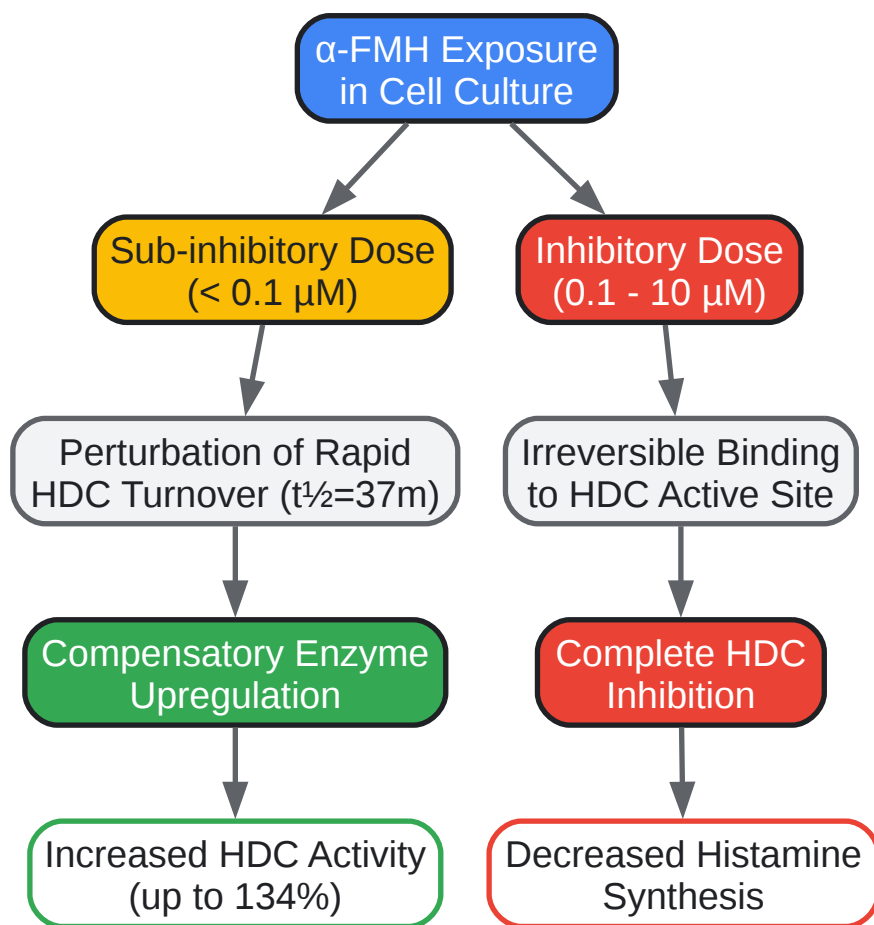 α-FMH Exposure
in Cell Culture
Sub-inhibitory Dose
(< 0.1 µM)
Inhibitory Dose
(0.1 - 10 µM)
Perturbation of Rapid
HDC Turnover (t½=37m)
Irreversible Binding
to HDC Active Site
Compensatory Enzyme
Upregulation
Complete HDC
Inhibition
Increased HDC Activity
(up to 134%)
Decreased Histamine
Synthesis